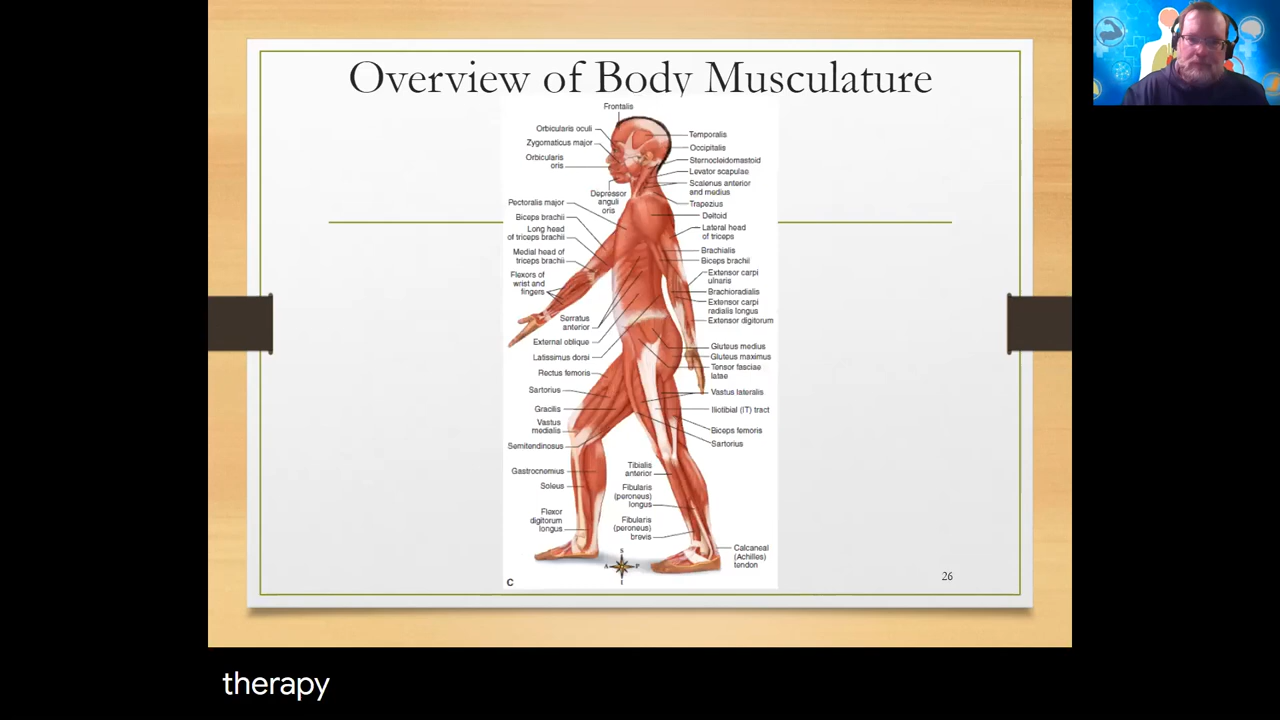 Overview of Body Musculature
Frontalis
Orbicularis oculi
Zygomaticus major
Orbicularis
oris
Depressor
anguli
oris
Pectoralis major
Biceps brachii
Long head
of triceps brachii
Medial head of
triceps brachii
Flexors of
wrist and
fingers
Serratus
anterior
External oblique
Latissimus dorsi
Rectus femoris
Sartorius
Gracilis
Vastus
medialis
Semitendinosus
Gastrocnemius
Soleus
Flexor
digitorum
longus
Temporalis
Occipitalis
Sternocleidomastoid
Levator scapulae
Scalenus anterior
and medius
Trapezius
Deltoid
Lateral head
of triceps
Brachialis
Biceps brachii
Extensor carpi
ulnaris
Brachioradialis
Extensor carpi
radialis longus
Extensor digitorum
Gluteus medius
Gluteus maximus
Tensor fasciae
latae
Vastus lateralis
Iliotibial (IT) tract
Biceps femoris
Sartorius
Tibialis
anterior
Fibularis
(peroneus)
longus
Fibularis
(peroneus)
brevis
Calcaneal
(Achilles)
tendon
S
A P
I
C
26
therapy